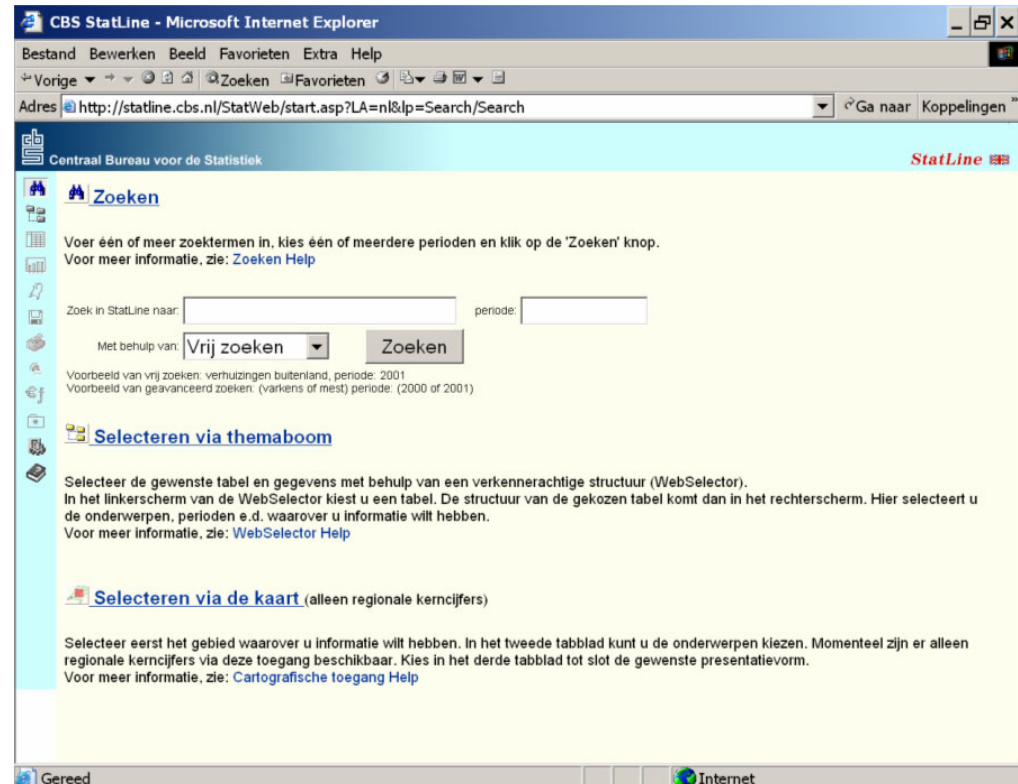 CBS StatLine - Microsoft Internet Explorer
Bestand Bewerken Beeld Favorieten Extra Help
Vorige Zoeken Favorieten
Adres http://statline.cbs.nl/StatWeb/start.asp?LA=nl&lp=Search/Search Ga naar Koppelingen »
cbs
Centraal Bureau voor de Statistiek
StatLine
Zoeken
Voer één of meer zoektermen in, kies één of meerdere perioden en klik op de 'Zoeken' knop.
Voor meer informatie, zie: Zoeken Help
Zoek in StatLine naar: periode:
Met behulp van: Vrij zoeken Zoeken
Voorbeeld van vrij zoeken: verhuizingen buitenland, periode: 2001
Voorbeeld van geavanceerd zoeken: (varkens of mest) periode: (2000 of 2001)
Selecteren via themaboom
Selecteer de gewenste tabel en gegevens met behulp van een verkennerachtige structuur (WebSelector).
In het linkerscherm van de WebSelector kiest u een tabel. De structuur van de gekozen tabel komt dan in het rechterscherm. Hier selecteert u
de onderwerpen, perioden e.d. waarover u informatie wilt hebben.
Voor meer informatie, zie: WebSelector Help
Selecteren via de kaart (alleen regionale kerncijfers)
Selecteer eerst het gebied waarover u informatie wilt hebben. In het tweede tabblad kunt u de onderwerpen kiezen. Momenteel zijn er alleen
regionale kerncijfers via deze toegang beschikbaar. Kies in het derde tabblad tot slot de gewenste presentatievorm.
Voor meer informatie, zie: Cartografische toegang Help
Gereed Internet